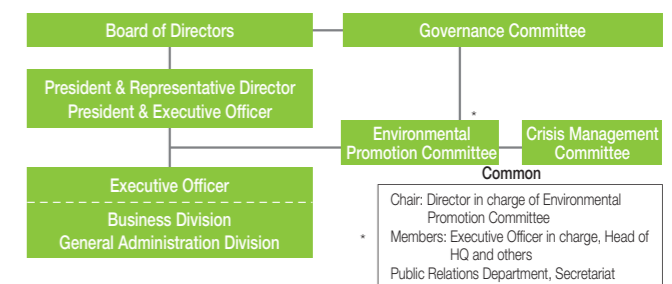 Board of Directors
Governance Committee
President & Representative Director
President & Executive Officer
*
Environmental
Promotion Committee
Crisis Management
Committee
Executive Officer
Business Division
General Administration Division
Common
Chair: Director in charge of Environmental
Promotion Committee
* Members: Executive Officer in charge, Head of
HQ and others
Public Relations Department, Secretariat